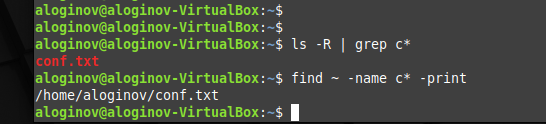 aloginov@aloginov-VirtualBox:~$
aloginov@aloginov-VirtualBox:~$
aloginov@aloginov-VirtualBox:~$ ls -R | grep c*
conf.txt
aloginov@aloginov-VirtualBox:~$ find ~ -name c* -print
/home/aloginov/conf.txt
aloginov@aloginov-VirtualBox:~$